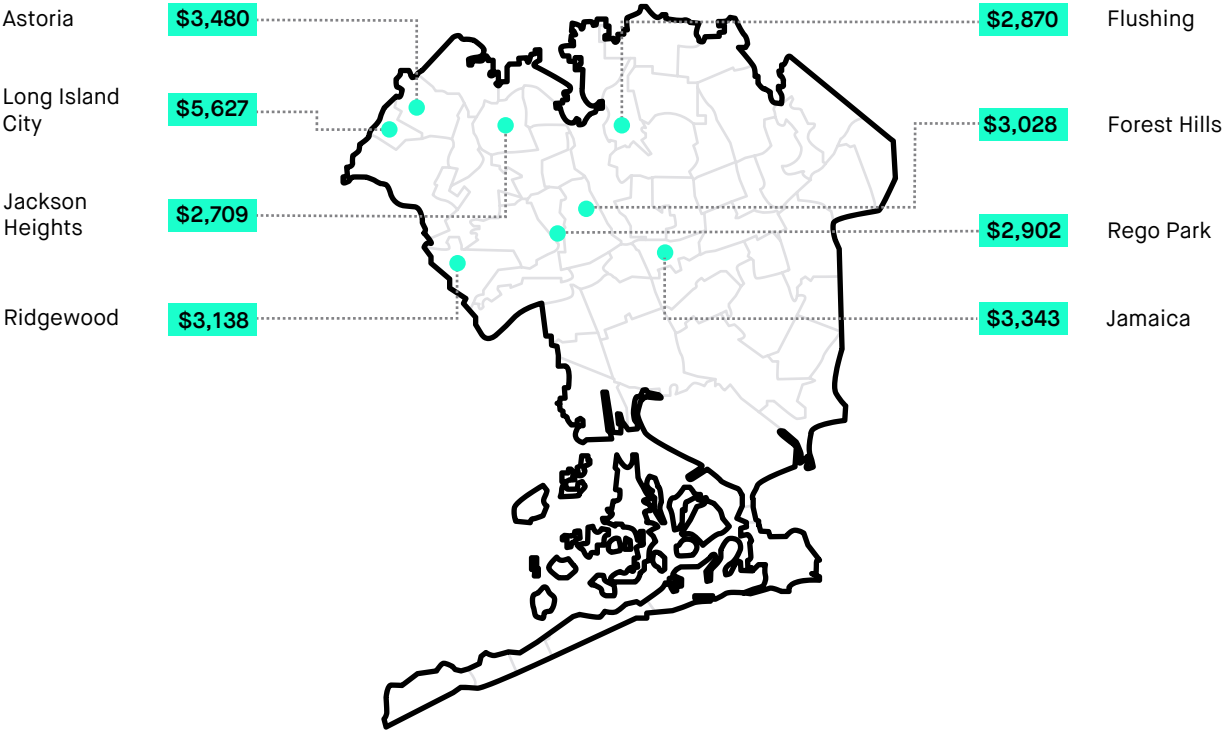 Astoria
$3,480
Long Island
City
$5,627
Jackson
Heights
$2,709
Ridgewood
$3,138
$2,870
Flushing
$3,028
Forest Hills
$2,902
Rego Park
$3,343
Jamaica